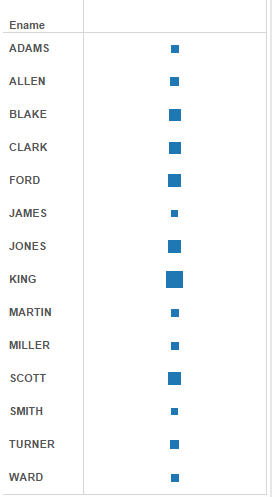 Ename
ADAMS
ALLEN
BLAKE
CLARK
FORD
JAMES
JONES
KING
MARTIN
MILLER
SCOTT
SMITH
TURNER
WARD